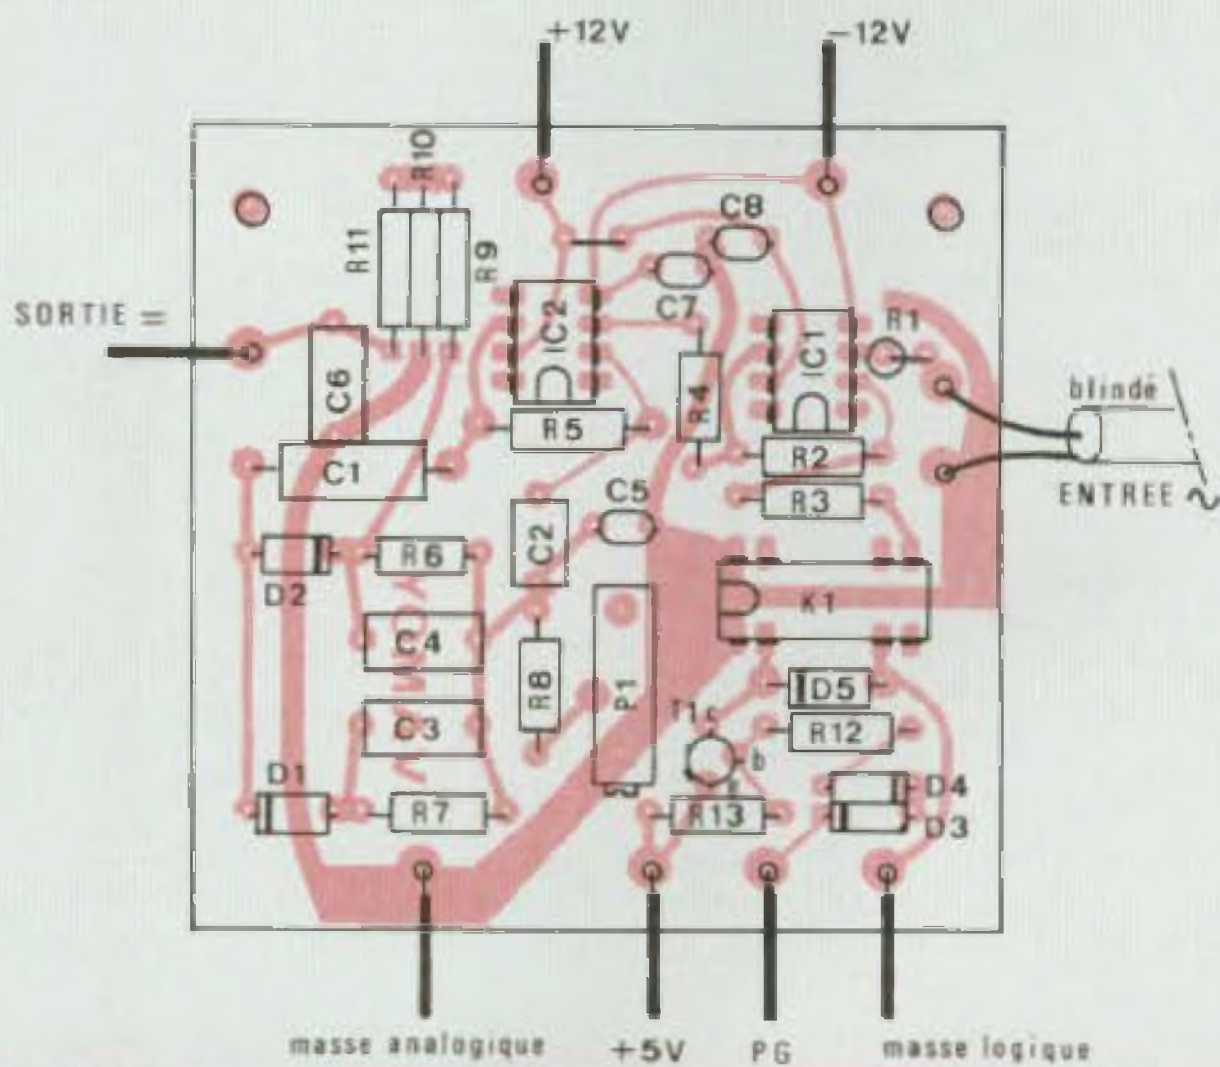 +12V
-12V
R10
C8
R11
R9
C7
IC2
IC1
R1
SORTIE =
C6
R4
blindé
R5
C1
R2
C5
R3
ENTREE ~
C2
R6
D2
K1
C4
R8
P1
D5
T1 c
C3
R12
b
e
D1
D4
R7
R13
D3
masse analogique
+5V
PG
masse logique